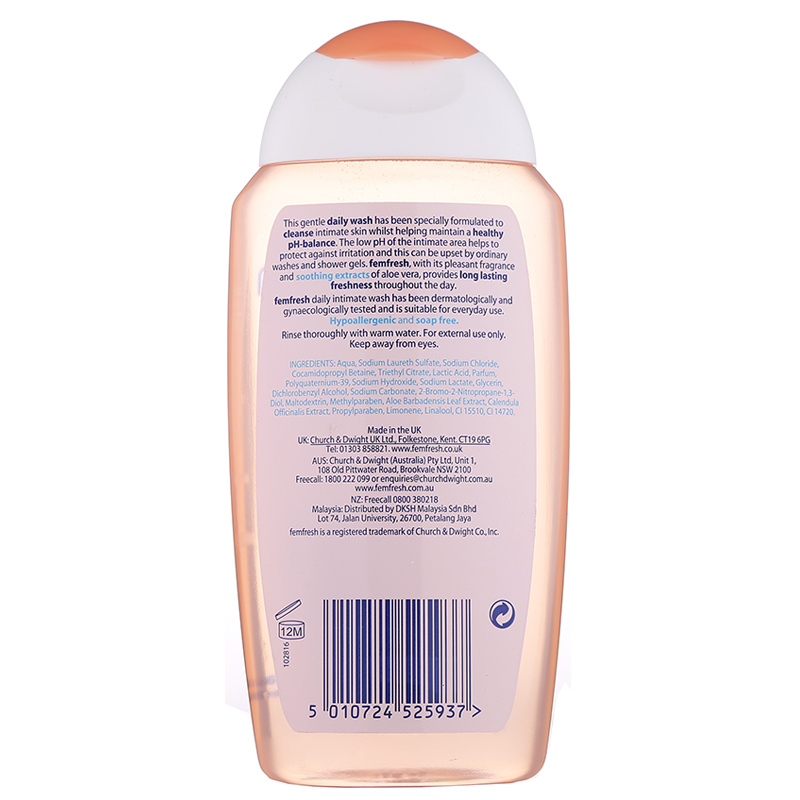 This gentle daily wash has been specially formulated to
cleanse intimate skin whilst helping maintain a healthy
pH-balance. The low pH of the intimate area helps to
protect against irritation and this can be upset by ordinary
washes and shower gels. femfresh, with its pleasant fragrance
and soothing extracts of aloe vera, provides long lasting
freshness throughout the day.
femfresh daily intimate wash has been dermatologically and
gynaecologically tested and is suitable for everyday use.
Hypoallergenic and soap free.
Rinse thoroughly with warm water. For external use only.
Keep away from eyes.
INGREDIENTS: Aqua, Sodium Laureth Sulfate, Sodium Chloride,
Cocamidopropyl Betaine, Triethyl Citrate, Lactic Acid, Parfum,
Polyquaternium-39, Sodium Hydroxide, Sodium Lactate, Glycerin,
Dichlorobenzyl Alcohol, Sodium Carbonate, 2-Bromo-2-Nitropropane-1,3-
Diol, Maltodextrin, Methylparaben, Aloe Barbadensis Leaf Extract, Calendula
Officinalis Extract, Propylparaben, Limonene, Linalool, CI 15510, CI 14720.
Made in the UK
UK: Church & Dwight UK Ltd., Folkestone, Kent. CT19 6PG
Tel: 01303 858821. www.femfresh.co.uk
AUS: Church & Dwight (Australia) Pty Ltd, Unit 1,
108 Old Pittwater Road, Brookvale NSW 2100
Freecall: 1800 222 099 or enquiries@churchdwight.com.au
www.femfresh.com.au
NZ: Freecall 0800 380218
Malaysia: Distributed by DKSH Malaysia Sdn Bhd
Lot 74, Jalan University, 26700, Petalang Jaya
femfresh is a registered trademark of Church & Dwight Co., Inc.
12M
102816
5 010724 525937 >